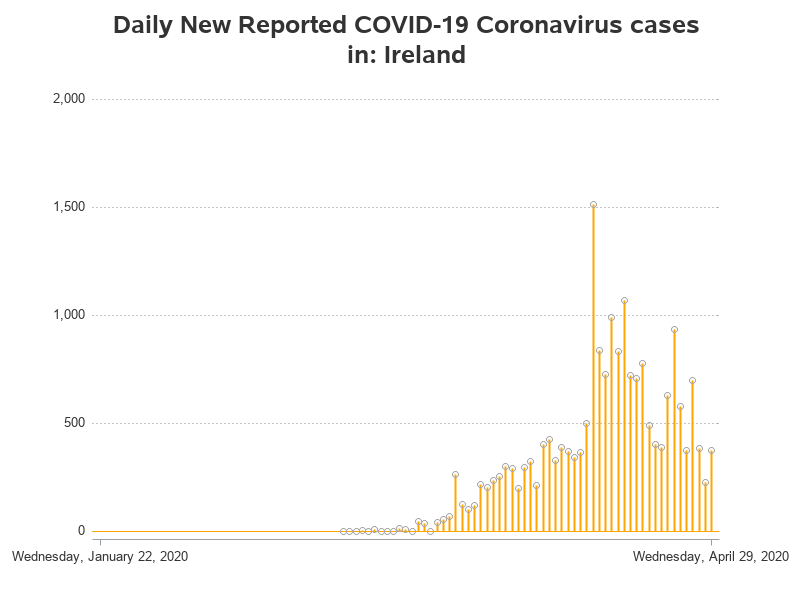 Daily New Reported COVID-19 Coronavirus cases
in: Ireland
2,000
1,500
1,000
500
0
Wednesday, January 22, 2020 Wednesday, April 29, 2020